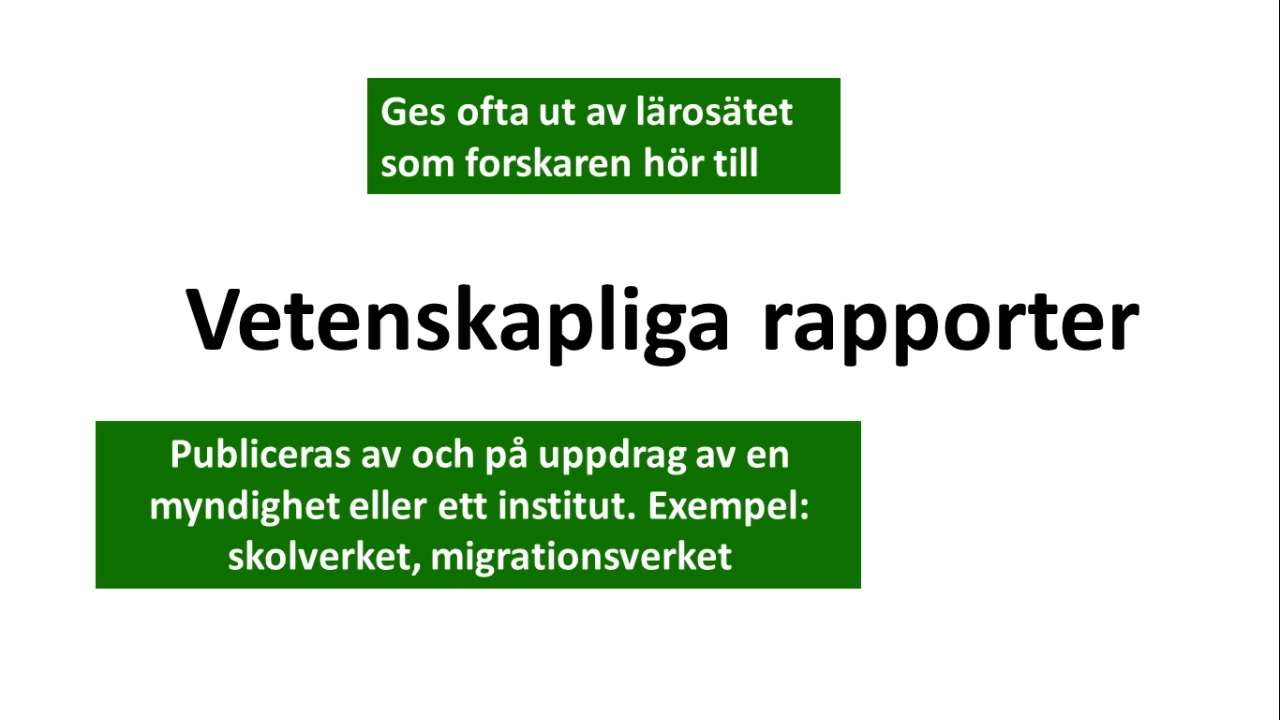 Ges ofta ut av lärosätet
som forskaren hör till
Vetenskapliga rapporter
Publiceras av och på uppdrag av en
myndighet eller ett institut. Exempel:
skolverket, migrationsverket